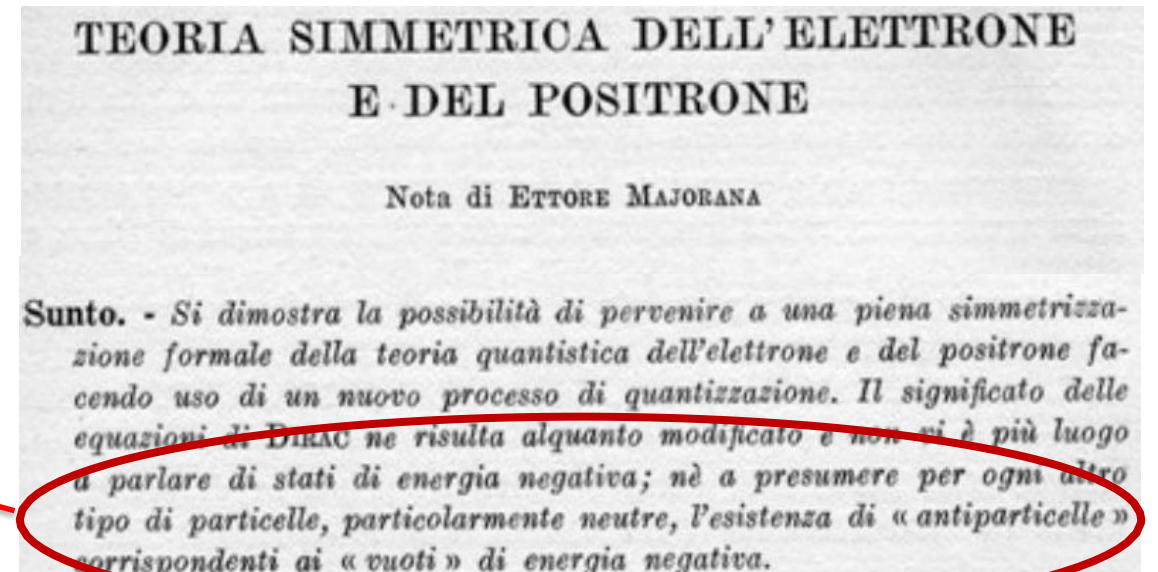 TEORIA SIMMETRICA DELL'ELETTRONE
E DEL POSITRONE
Nota di ETTORE MAJORANA
Sunto. - Si dimostra la possibilità di pervenire a una piena simmetrizza-
zione formale della teoria quantistica dell'elettrone e del positrone fa-
cendo uso di un nuovo processo di quantizzazione. Il significato delle
equazioni di DIRAC ne risulta alquanto modificato e non vi è più luogo
a parlare di stati di energia negativa; nè a presumere per ogni altro
tipo di particelle, particolarmente neutre, l'esistenza di « antiparticelle »
corrispondenti ai « vuoti » di energia negativa.